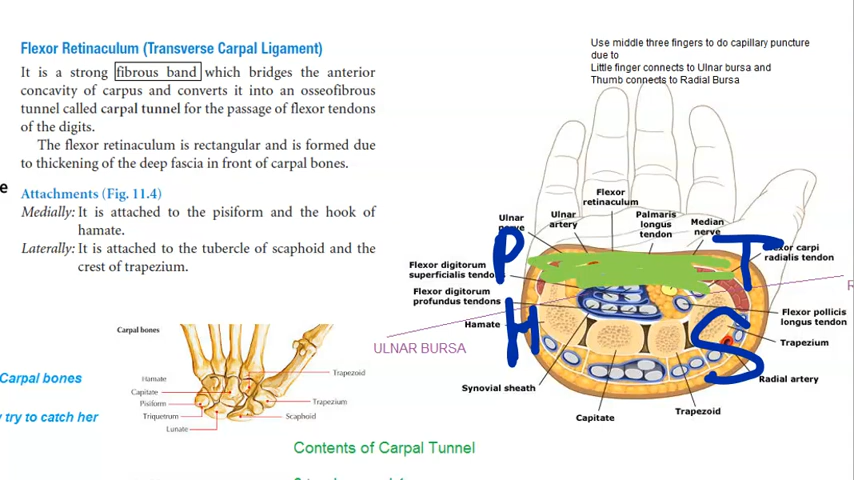 Flexor Retinaculum (Transverse Carpal Ligament)
It is a strong fibrous band which bridges the anterior
concavity of carpus and converts it into an osseofibrous
tunnel called carpal tunnel for the passage of flexor tendons
of the digits.
The flexor retinaculum is rectangular and is formed due
to thickening of the deep fascia in front of carpal bones.
e
Attachments (Fig. 11.4)
Medially: It is attached to the pisiform and the hook of
hamate.
Laterally: It is attached to the tubercle of scaphoid and the
crest of trapezium.
Use middle three fingers to do capillary puncture
due to
Little finger connects to Ulnar bursa and
Thumb connects to Radial Bursa
Flexor
retinaculum
Ulnar
nerve
Ulnar
artery
Palmaris
longus
tendon
Median
nerve
P
T
Flexor carpi
radialis tendon
Flexor digitorum
superficialis tendons
Flexor digitorum
profundus tendons
R
H
Hamate
S
Flexor pollicis
longus tendon
Trapezium
ULNAR BURSA
Radial artery
Synovial sheath
Capitate
Trapezoid
Carpal bones
Hamate
Capitate
Pisiform
Triquetrum
Lunate
Trapezoid
Trapezium
Scaphoid
Carpal bones
try to catch her
Contents of Carpal Tunnel